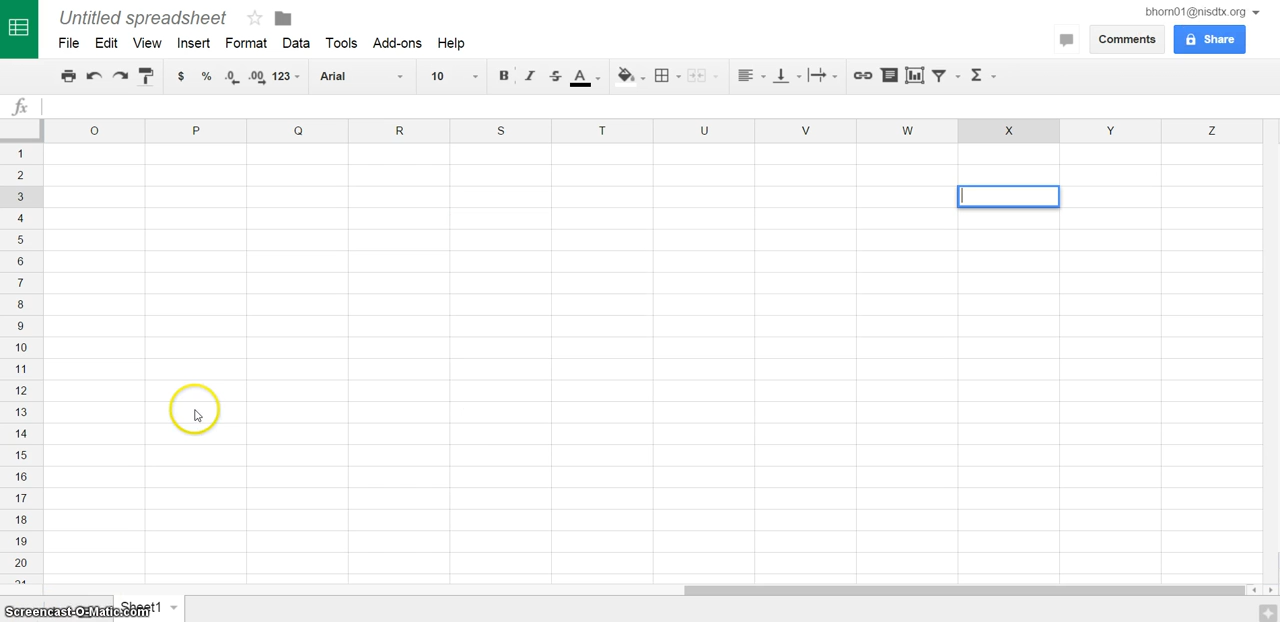 Untitled spreadsheet
bhorn01@nisdtx.org
File Edit View Insert Format Data Tools Add-ons Help
Comments Share
$ % .0 .00 123 Arial 10 B I S A Σ
fx
O P Q R S T U V W X Y Z
1
2
3
4
5
6
7
8
9
10
11
12
13
14
15
16
17
18
19
20
21
Sheet1
Screencast-O-Matic.com